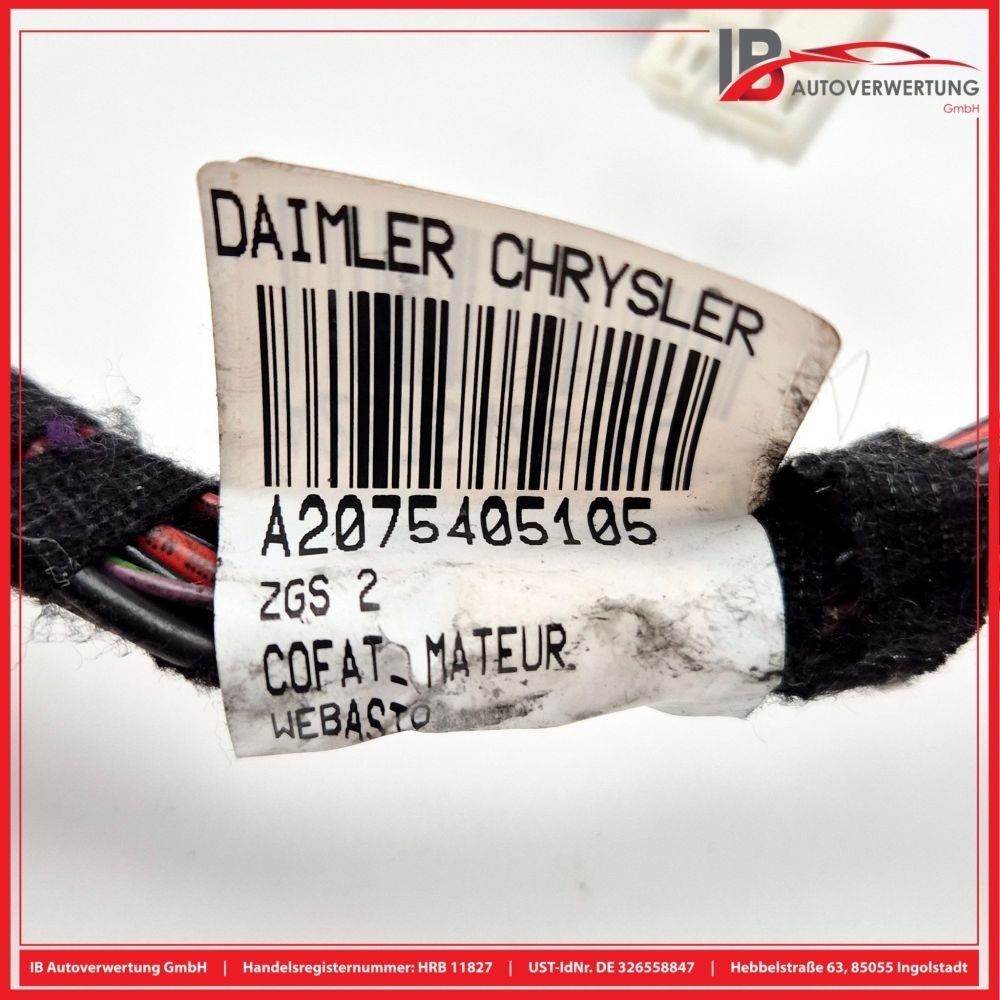 IB
AUTOVERWERTUNG
GmbH
DAIMLER CHRYSLER
A2075405105
ZGS 2
COFAT_MATEUR
WEBASTO
IB Autoverwertung GmbH | Handelsregisternummer: HRB 11827 | UST-IdNr. DE 326558847 | Hebbelstraße 63, 85055 Ingolstadt